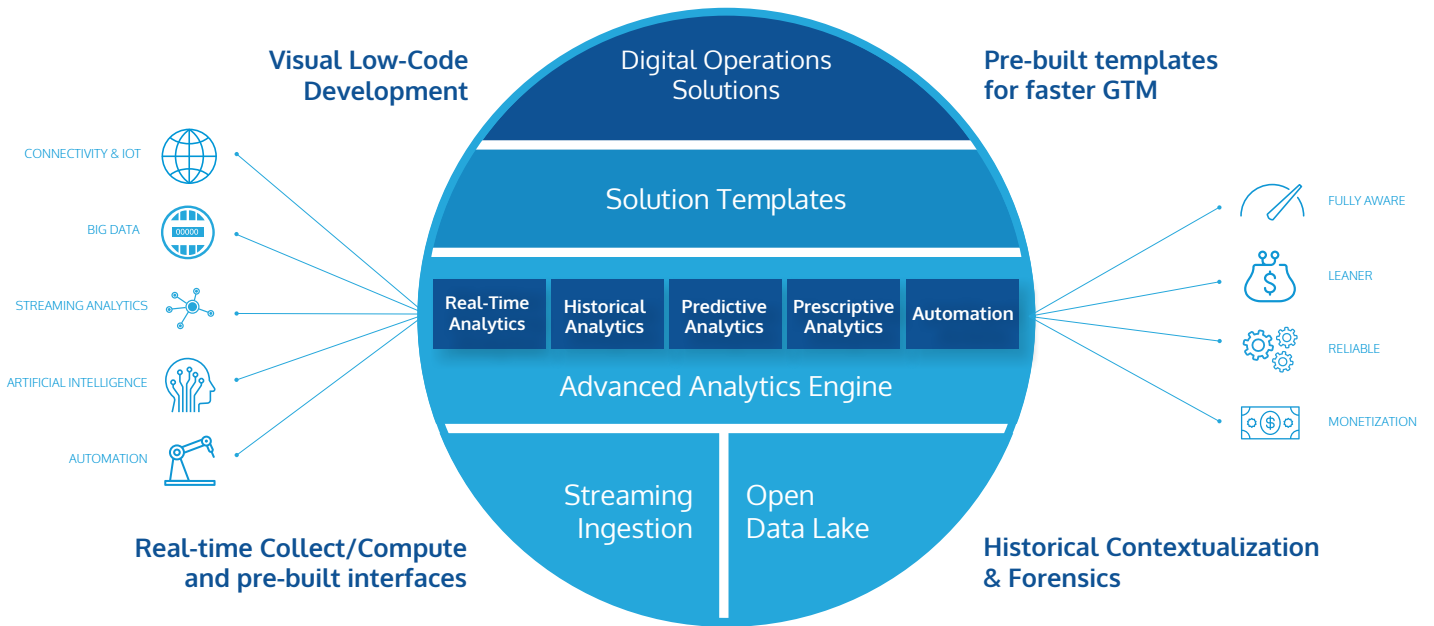 Visual Low-Code
Development
Digital Operations
Solutions
Pre-built templates
for faster GTM
CONNECTIVITY & IOT
BIG DATA
00000
STREAMING ANALYTICS
ARTIFICIAL INTELLIGENCE
AUTOMATION
Solution Templates
Real-Time
Analytics
Historical
Analytics
Predictive
Analytics
Prescriptive
Analytics
Automation
Advanced Analytics Engine
Streaming
Ingestion
Open
Data Lake
FULLY AWARE
$
LEANER
RELIABLE
$
MONETIZATION
Real-time Collect/Compute
and pre-built interfaces
Historical Contextualization
& Forensics